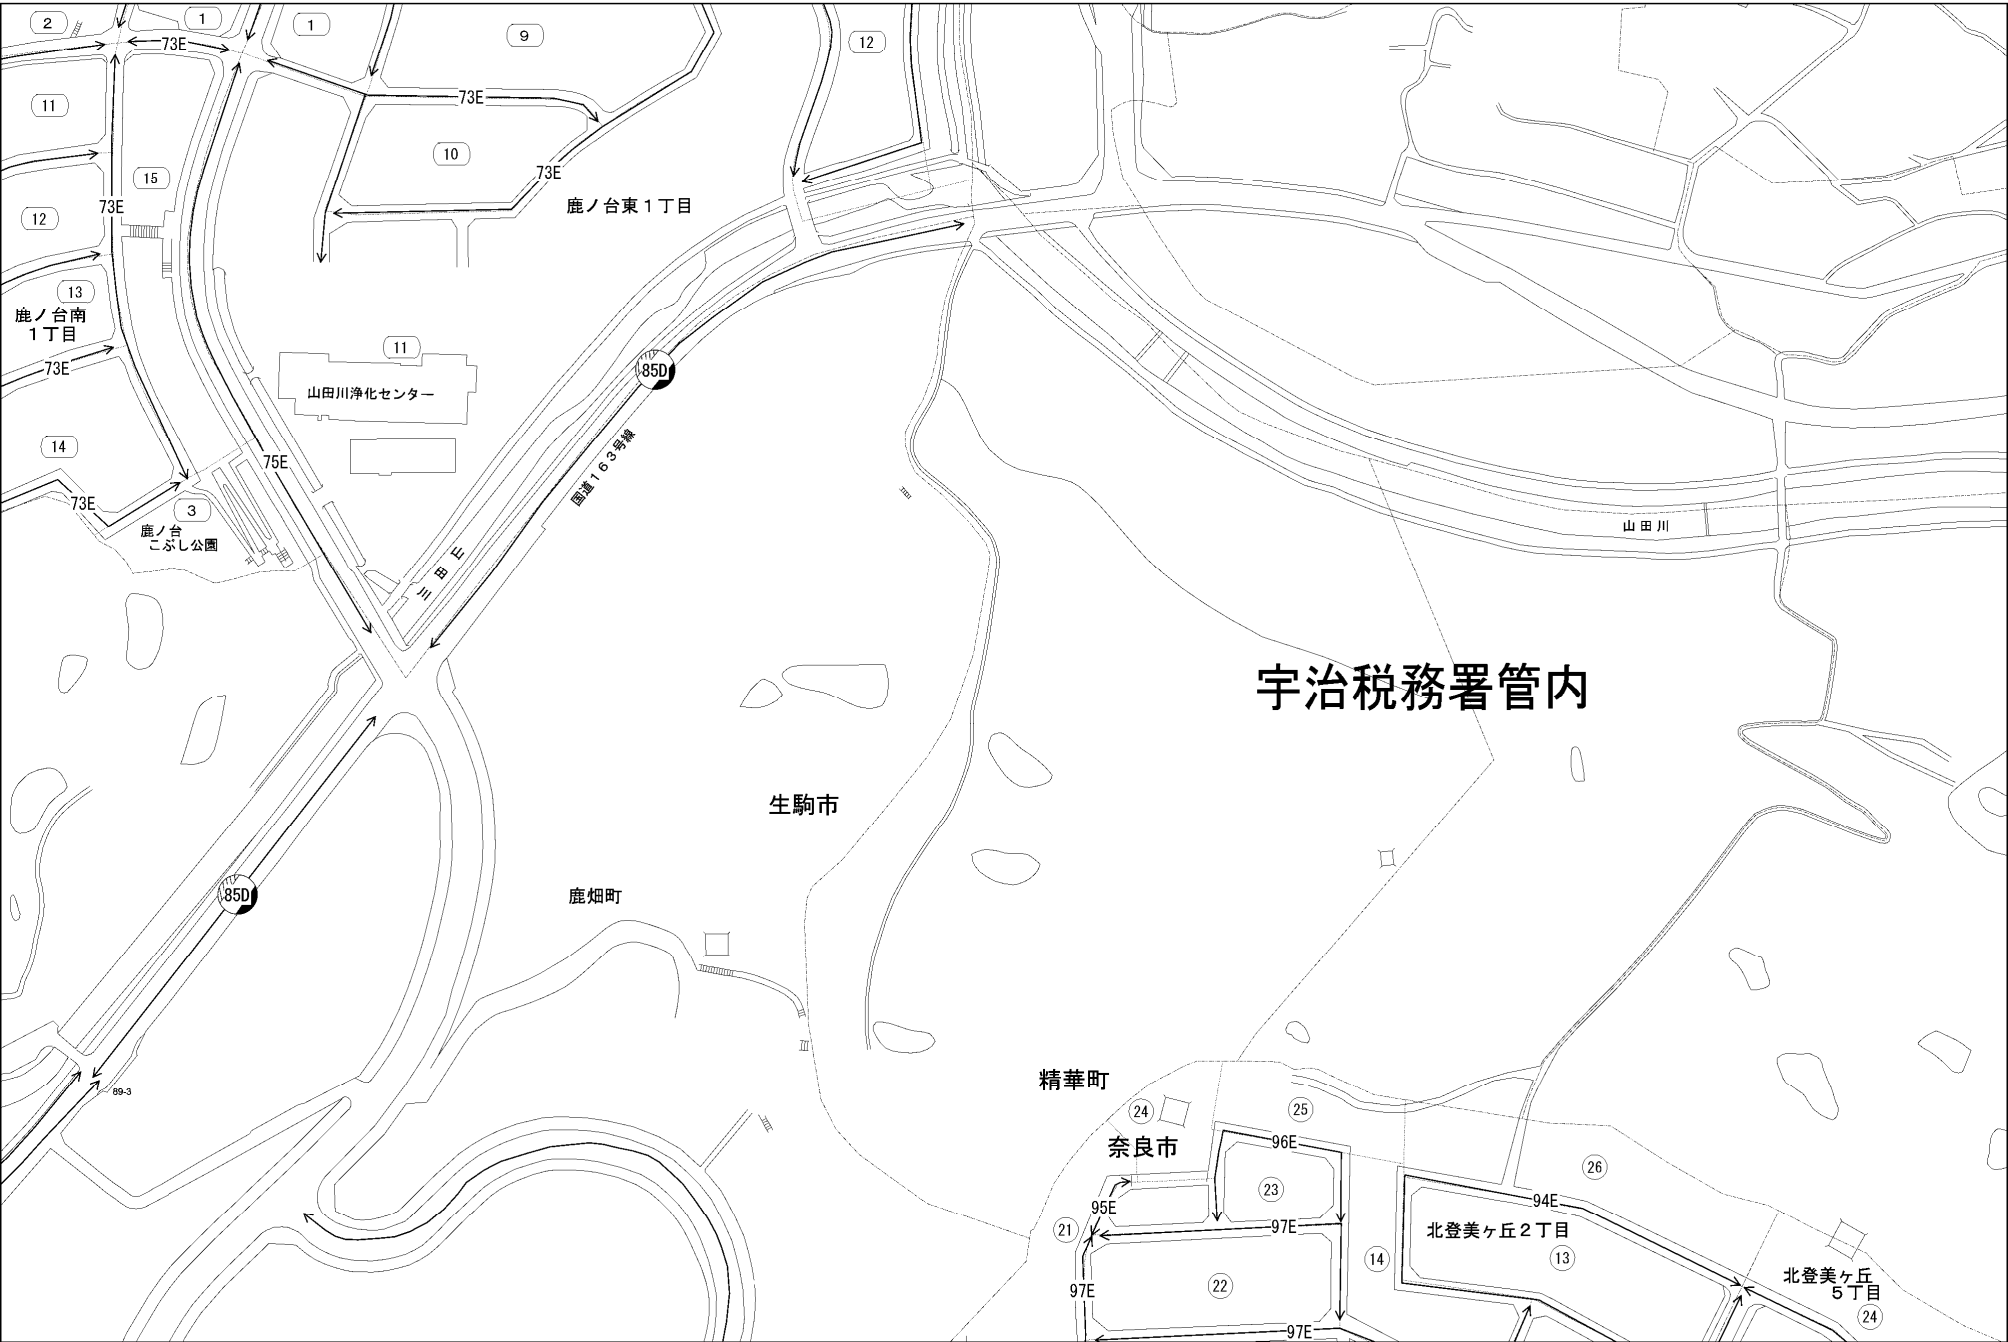 2
1
1
9
12
73E
73E
11
10
15
73E
73E
12
鹿ノ台東1丁目
13
鹿ノ台南
1丁目
73E
11
山田川浄化センター
85D
国道163号線
14
75E
73E
3
鹿ノ台
こぶし公園
山田川
山田川
宇治税務署管内
生駒市
85D
鹿畑町
89-3
精華町
24
25
奈良市
96E
26
23
95E
94E
21
97E
北登美ヶ丘2丁目
14
13
22
97E
北登美ヶ丘
5丁目
24
97E